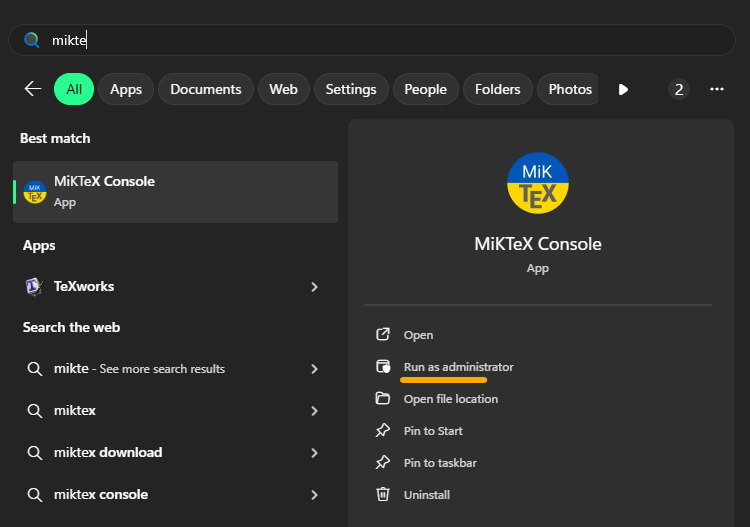 mikte
All Apps Documents Web Settings People Folders Photos 2 ...
Best match
MiKTeX Console
App
Apps
TeXworks
Search the web
mikte - See more search results
miktex
miktex download
miktex console
MiK
TEX
MiKTeX Console
App
Open
Run as administrator
Open file location
Pin to Start
Pin to taskbar
Uninstall